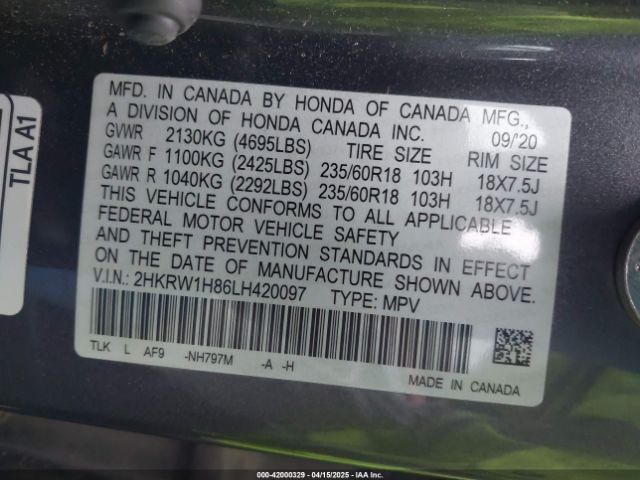 MFD. IN CANADA BY HONDA OF CANADA MFG.,
A DIVISION OF HONDA CANADA INC. 09/'20
GVWR 2130KG (4695LBS) TIRE SIZE RIM SIZE
GAWR F 1100KG (2425LBS) 235/60R18 103H 18X7.5J
GAWR R 1040KG (2292LBS) 235/60R18 103H 18X7.5J
THIS VEHICLE CONFORMS TO ALL APPLICABLE
FEDERAL MOTOR VEHICLE SAFETY
AND THEFT PREVENTION STANDARDS IN EFFECT
ON THE DATE OF MANUFACTURE SHOWN ABOVE.
V.I.N.: 2HKRW1H86LH420097 TYPE: MPV
TLK L AF9 -NH797M -A -H
MADE IN CANADA
TLA A1
000-42000329 - 04/15/2025 - IAA Inc.